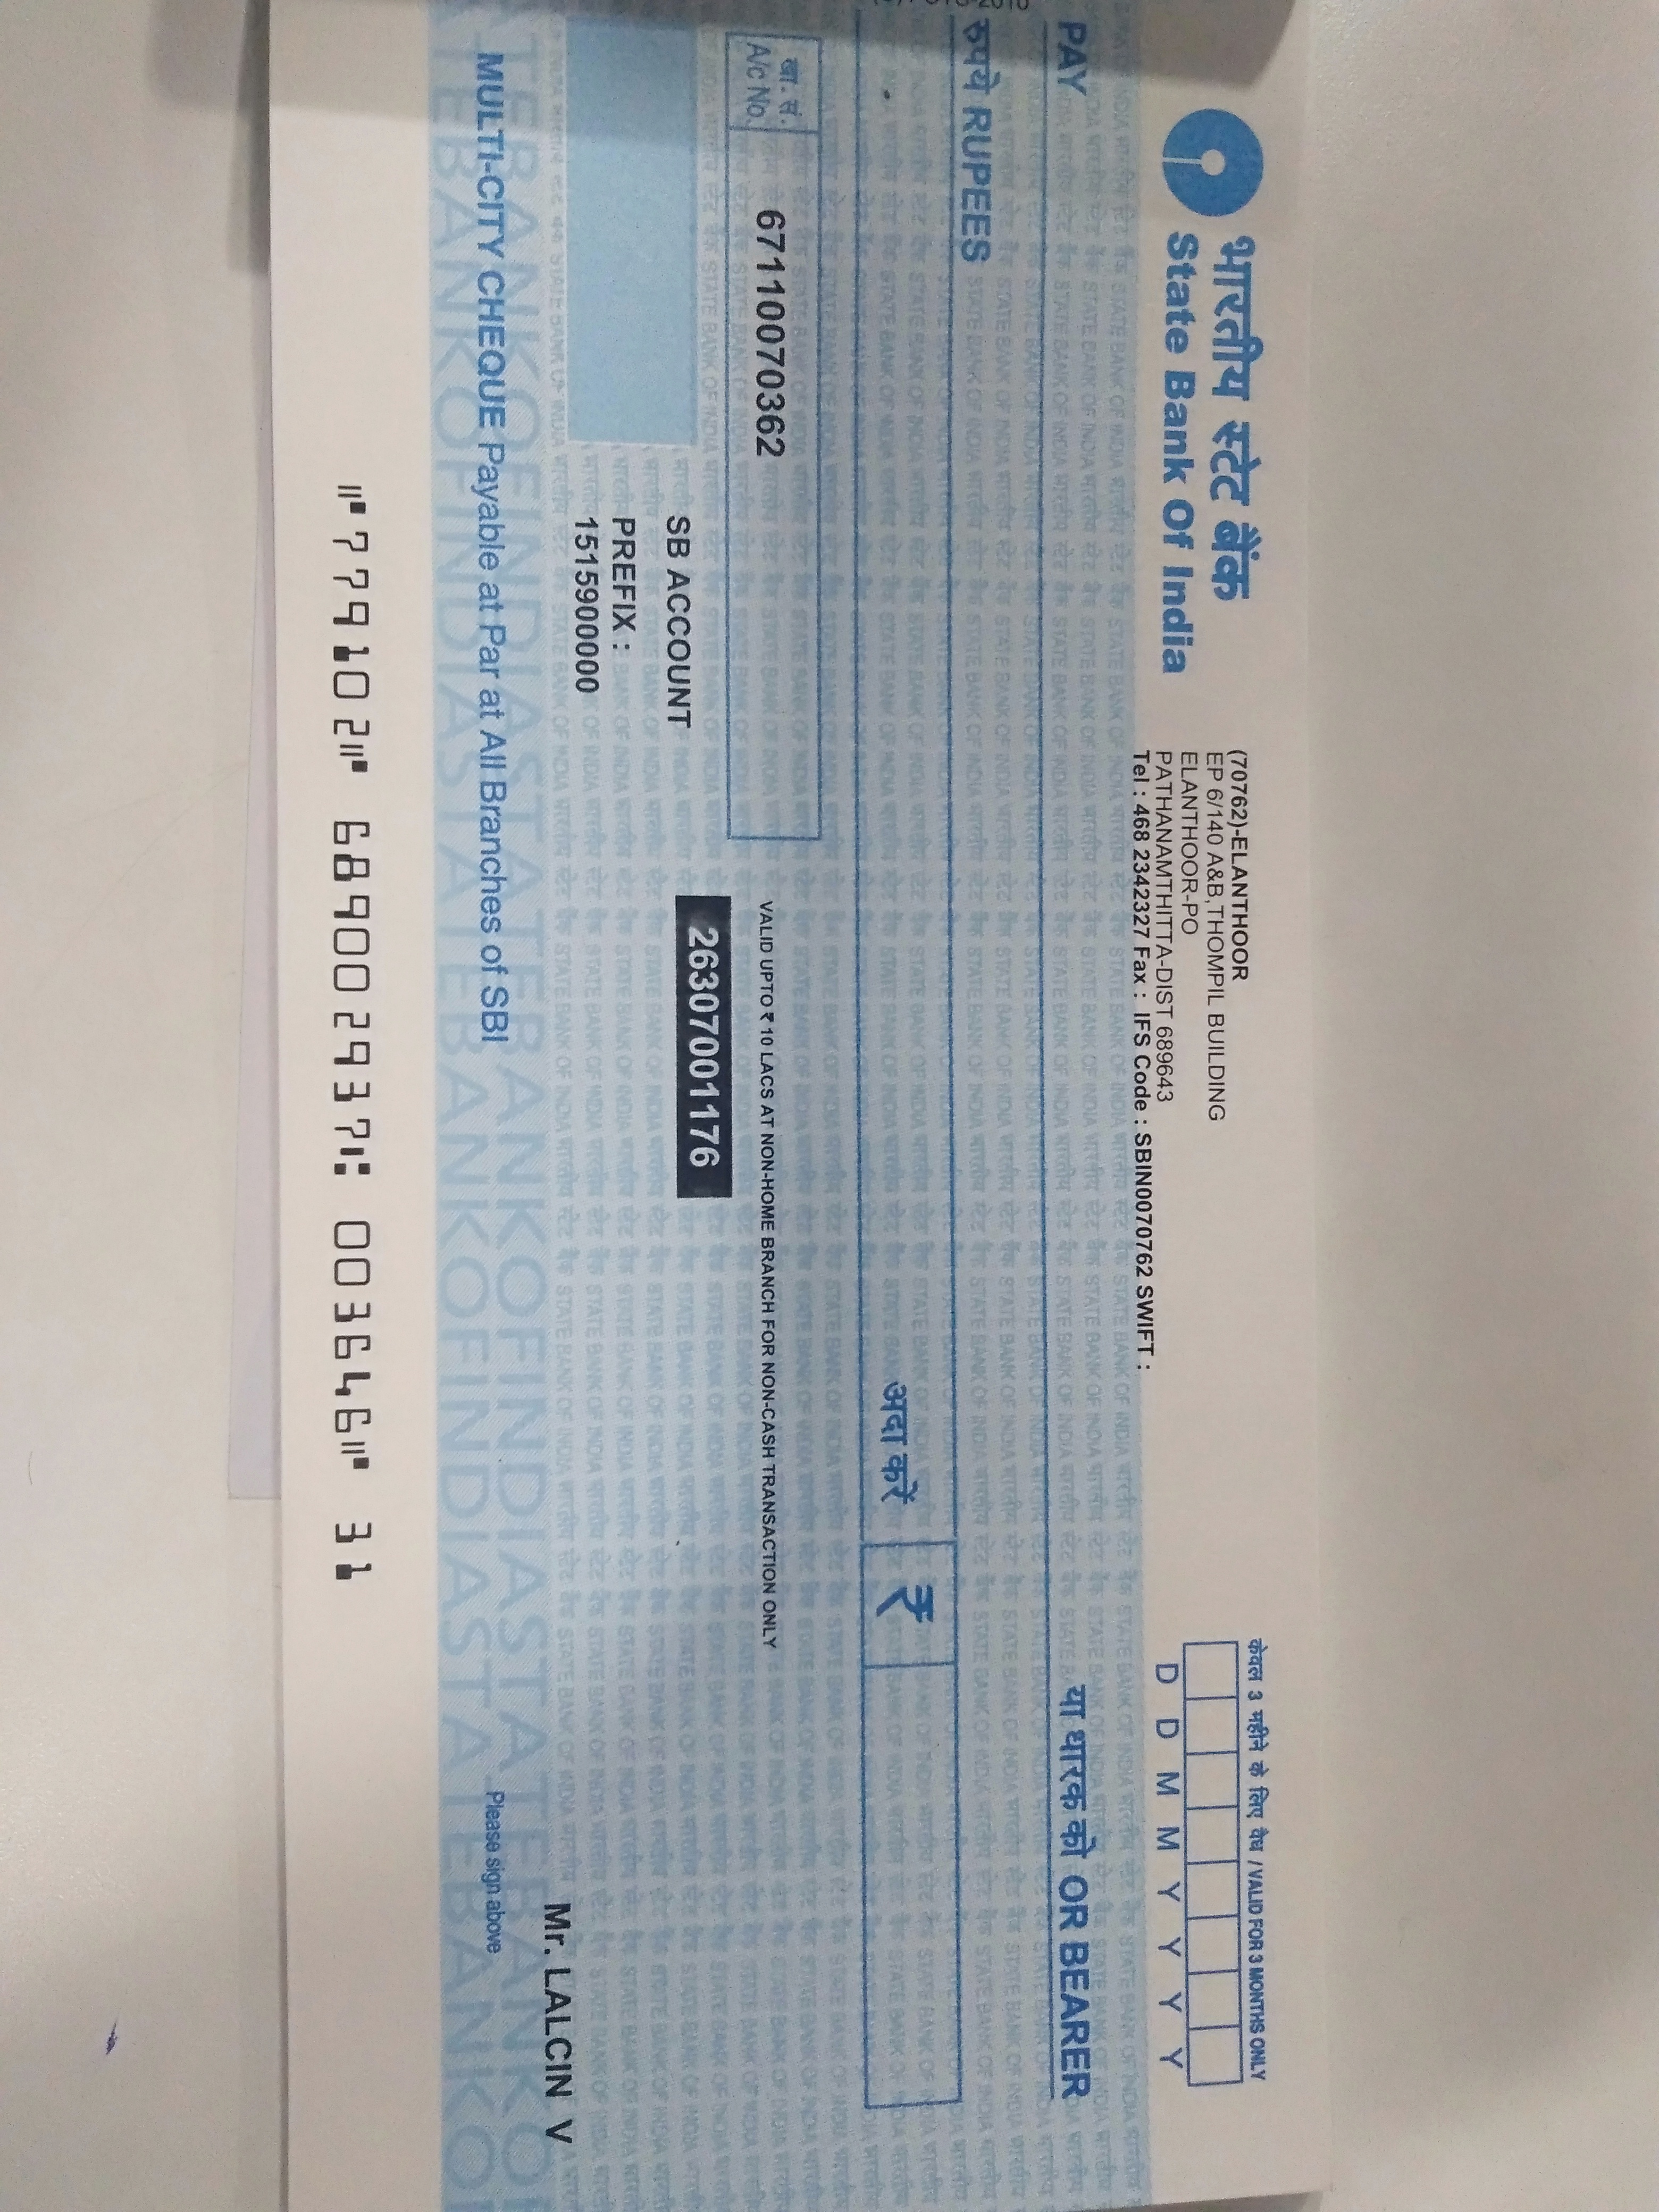 भारतीय स्टेट बैंक
State Bank Of India
(70762)-ELANTHOOR
EP 6/140 A&B,THOMPIL BUILDING
ELANTHOOR-PO
PATHANAMTHITTA-DIST 689643
Tel : 468 2342327 Fax : IFS Code : SBIN0070762 SWIFT :
केवल 3 महीने के लिए वैध / VALID FOR 3 MONTHS ONLY
D D M M Y Y Y Y
PAY
या धारक को OR BEARER
रुपये RUPEES
अदा करें ₹
खा. सं.
A/c No.
67110070362
VALID UPTO ₹ 10 LACS AT NON-HOME BRANCH FOR NON-CASH TRANSACTION ONLY
SB ACCOUNT
26307001176
PREFIX :
1515900000
Mr. LALCIN V
MULTI-CITY CHEQUE Payable at Par at All Branches of SBI
Please sign above
⑈779102⑈ 689002937⑆ 003646⑈ 31